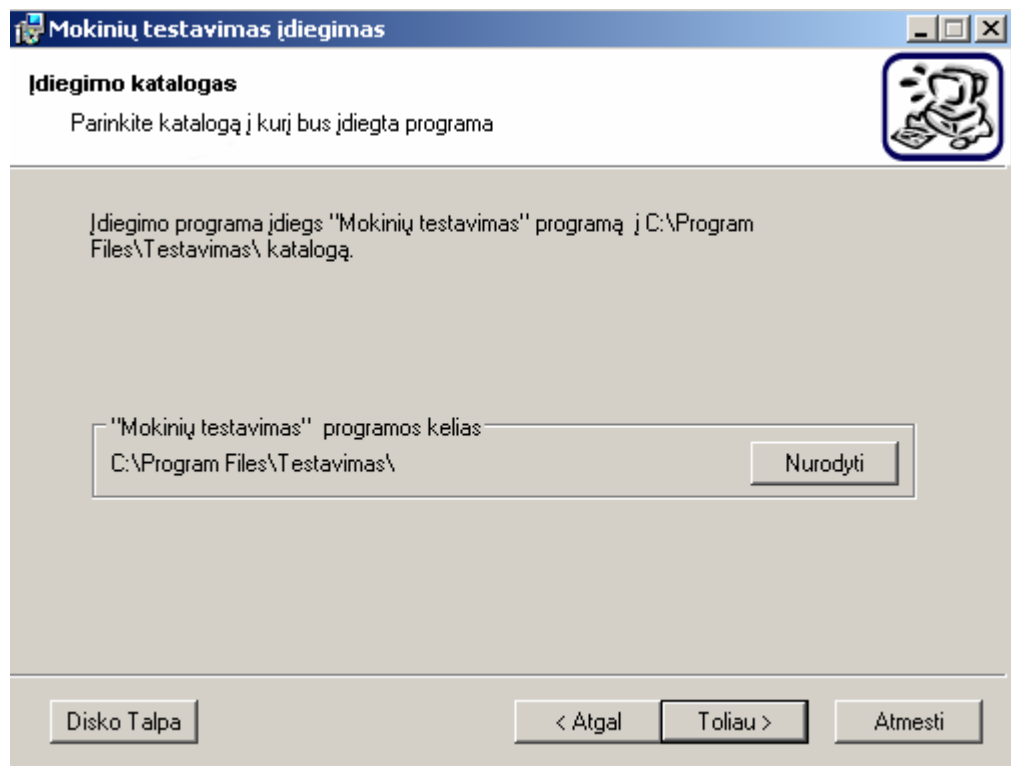 Mokinių testavimas įdiegimas
Įdiegimo katalogas
Parinkite katalogą į kurį bus įdiegta programa
Įdiegimo programa įdiegs "Mokinių testavimas" programą į C:\Program
Files\Testavimas\ katalogą.
"Mokinių testavimas" programos kelias
C:\Program Files\Testavimas\
Nurodyti
Disko Talpa
< Atgal
Toliau >
Atmesti